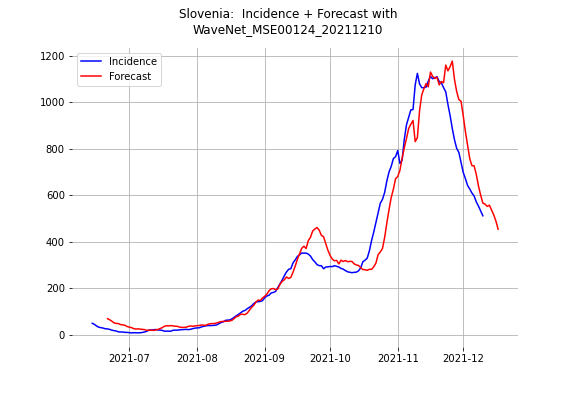 Slovenia:  Incidence + Forecast with
WaveNet_MSE00124_20211210
Incidence
Forecast
1200
1000
800
600
400
200
0
2021-07 2021-08 2021-09 2021-10 2021-11 2021-12